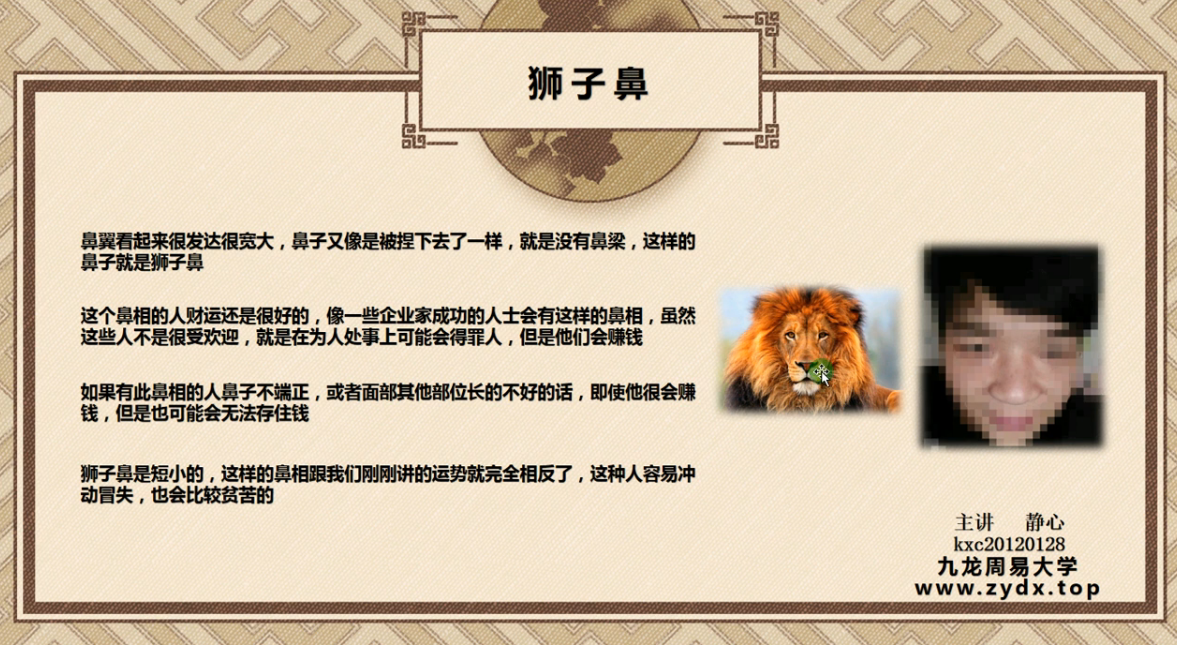 狮子鼻
鼻翼看起来很发达很宽大，鼻子又像是被捏下去了一样，就是没有鼻梁，这样的
鼻子就是狮子鼻
这个鼻相的人财运还是很好的，像一些企业家成功的人士会有这样的鼻相，虽然
这些人不是很受欢迎，就是在为人处事上可能会得罪人，但是他们会赚钱
如果有此鼻相的人鼻子不端正，或者面部其他部位长的不好的话，即使他很会赚
钱，但是也可能会无法存住钱
狮子鼻是短小的，这样的鼻相跟我们刚刚讲的运势就完全相反了，这种人容易冲
动冒失，也会比较贫苦的
主讲 静心
kxc20120128
九龙周易大学
www.zydx.top